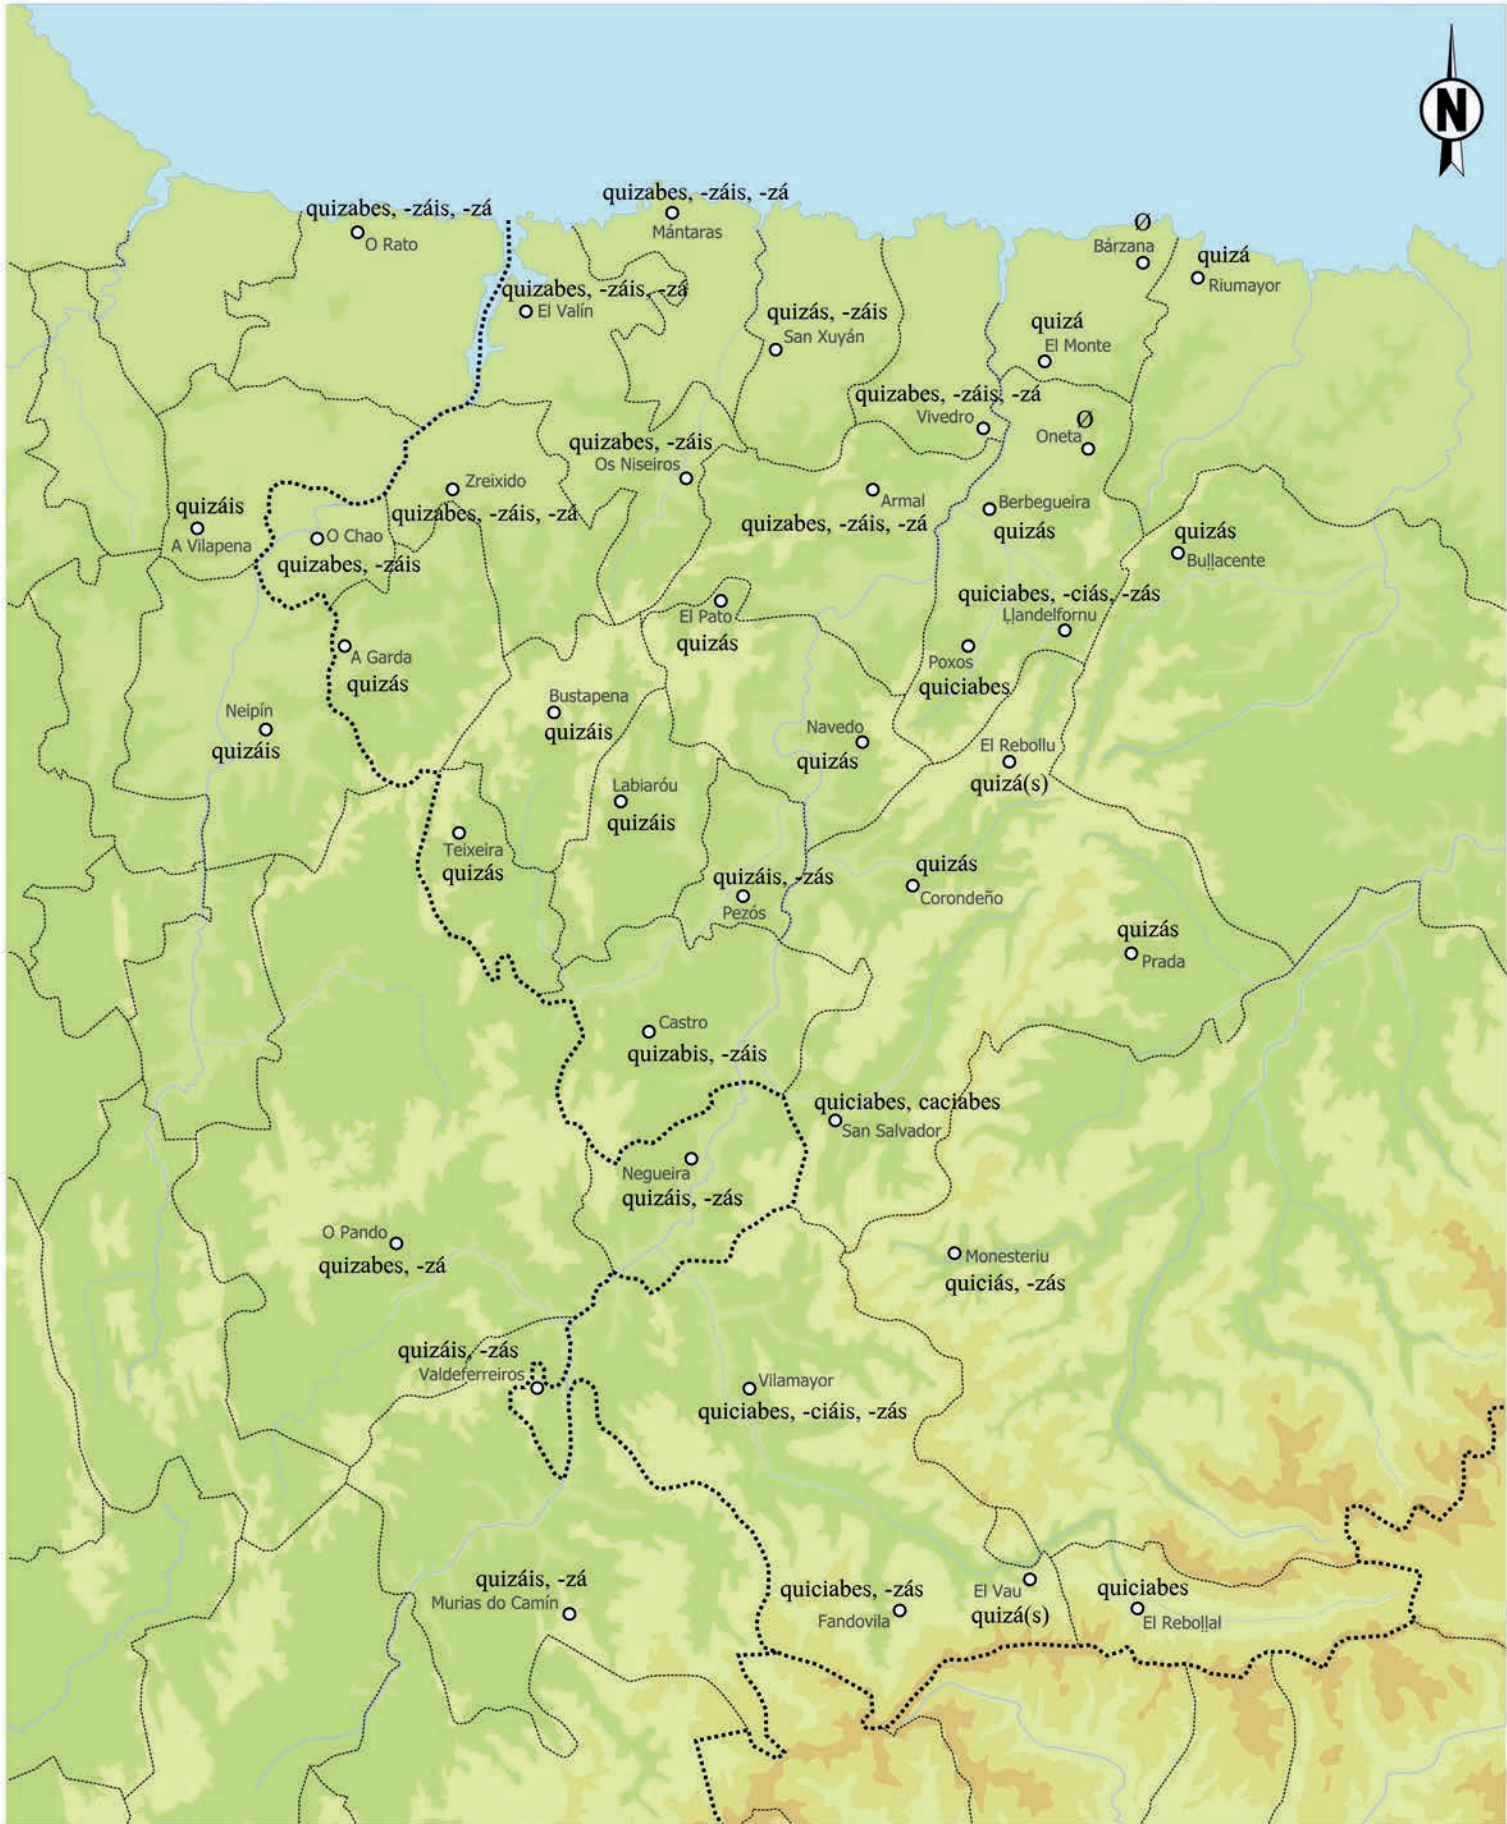 N
quizabes, -záis, -zá
O Rato
quizabes, -záis, -zá
Mántaras
Ø
Bárzana
quizá
Riumayor
quizabes, -záis, -zá
El Valín
quizás, -záis
San Xuyán
quizá
El Monte
quizabes, -záis, -zá
Vivedro
Ø
Oneta
quizabes, -záis
Os Niseiros
Zreixido
quizabes, -záis, -zá
Armal
quizabes, -záis, -zá
Berbegueira
quizás
quizáis
A Vilapena
O Chao
quizabes, -záis
quizás
Buḷḷacente
quiciabes, -ciás, -zás
Ḷḷandelfornu
El Pato
quizás
A Garda
quizás
Poxos
quiciabes
Neipín
quizáis
Bustapena
quizáis
Navedo
quizás
El Rebollu
quizá(s)
Labiaróu
quizáis
Teixeira
quizás
quizáis, -zás
Pezós
quizás
Corondeño
quizás
Prada
Castro
quizabis, -záis
quiciabes, caciabes
San Salvador
Negueira
quizáis, -zás
O Pando
quizabes, -zá
Monesteriu
quiciás, -zás
quizáis, -zás
Valdeferreiros
Vilamayor
quiciabes, -ciáis, -zás
quizáis, -zá
Murias do Camín
quiciabes, -zás
Fandovila
El Vau
quizá(s)
quiciabes
El Reboḷḷal